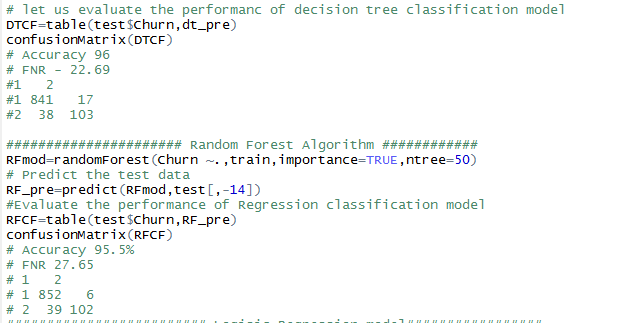 # let us evaluate the performanc of decision tree classification model
DTCF=table(test$Churn,dt_pre)
confusionMatrix(DTCF)
# Accuracy 96
# FNR - 22.69
#1 2
#1 841 17
#2 38 103
###################### Random Forest Algorithm ############
RFmod=randomForest(Churn ~.,train,importance=TRUE,ntree=50)
# Predict the test data
RF_pre=predict(RFmod,test[,-14])
#Evaluate the performance of Regression classification model
RFCF=table(test$Churn,RF_pre)
confusionMatrix(RFCF)
# Accuracy 95.5%
# FNR 27.65
# 1 2
# 1 852 6
# 2 39 102